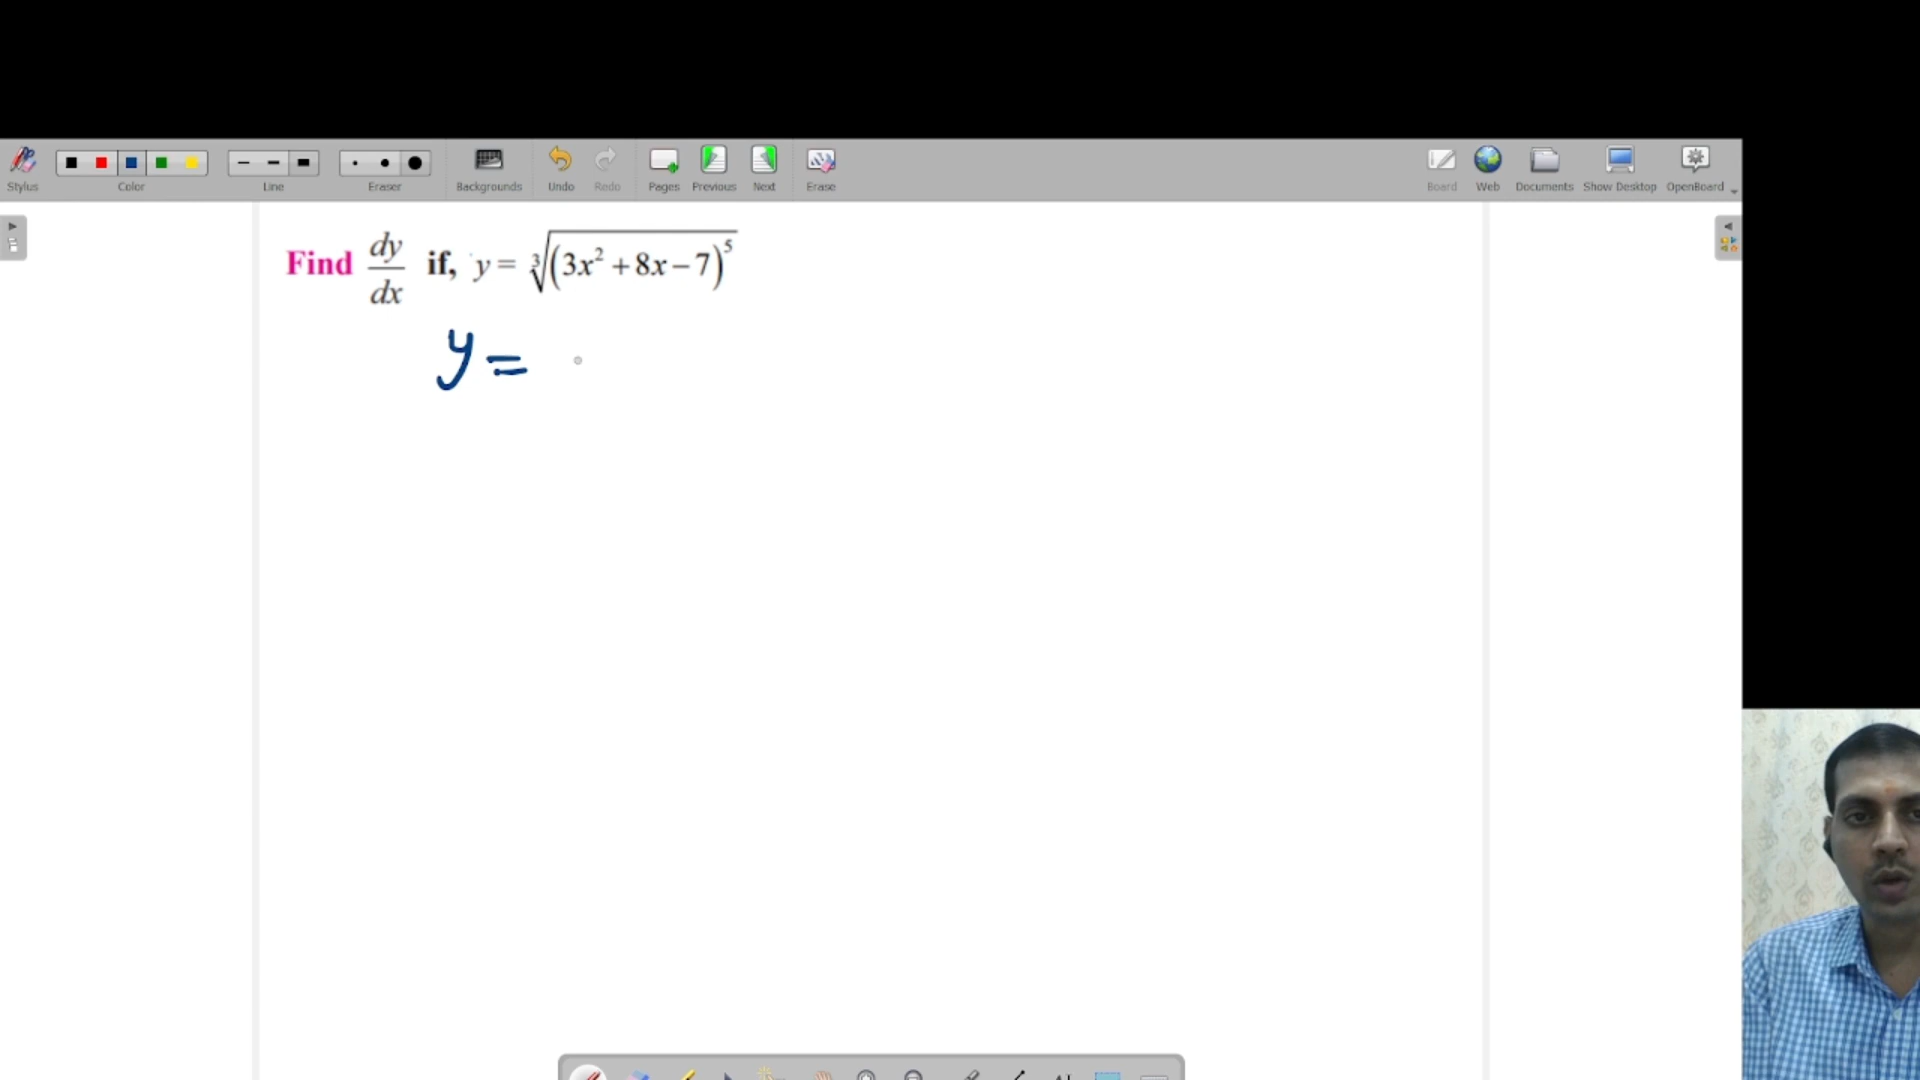 Stylus Color Line Eraser Backgrounds Undo Redo Pages Previous Next Erase Board Web Documents Show Desktop OpenBoard
Find dy/dx if, y = ∛(3x² + 8x − 7)⁵
y =